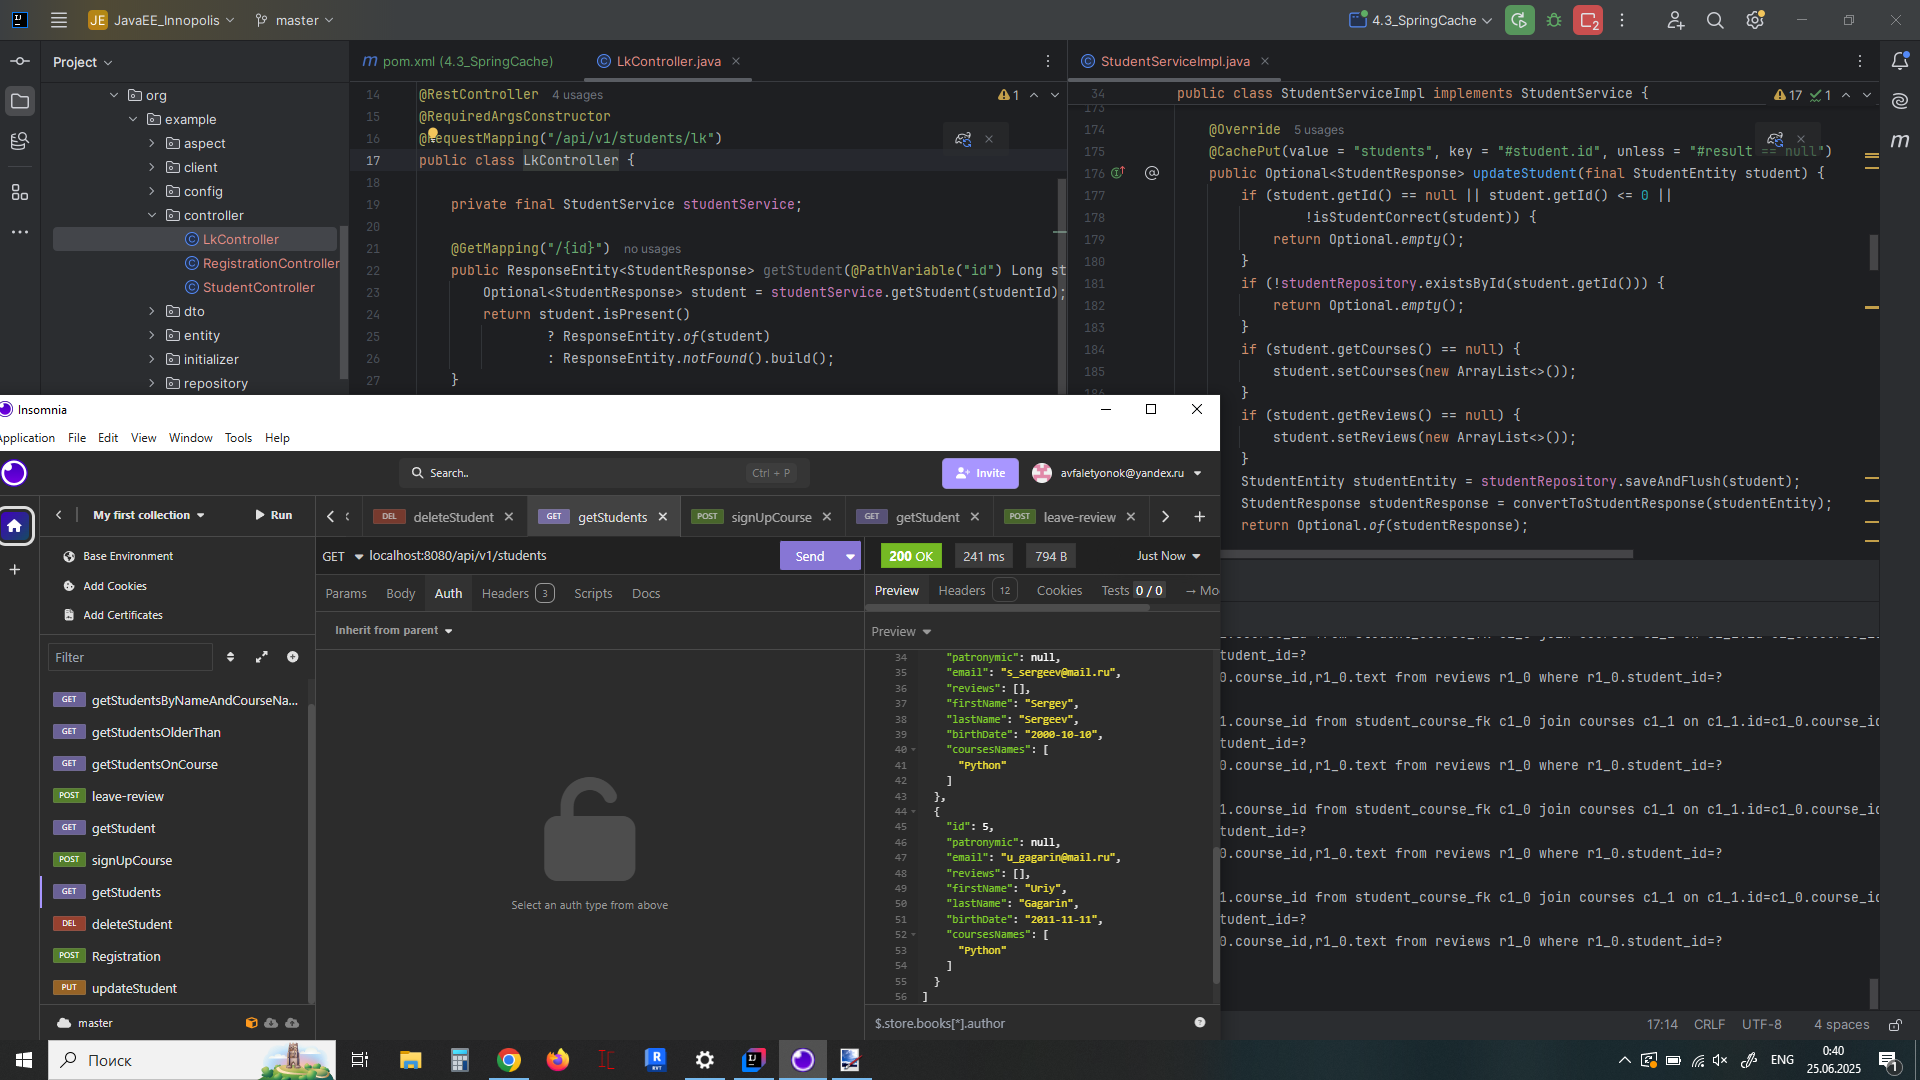 JE JavaEE_Innopolis master
4.3_SpringCache
2
Project
org
example
aspect
client
config
controller
LkController
RegistrationController
StudentController
dto
entity
initializer
repository
pom.xml (4.3_SpringCache)
LkController.java
14 @RestController 4 usages
1
15 @RequiredArgsConstructor
16 @RequestMapping("/api/v1/students/lk")
17 public class LkController {
18
19 private final StudentService studentService;
20
21 @GetMapping("/{id}") no usages
22 public ResponseEntity<StudentResponse> getStudent(@PathVariable("id") Long st
23 Optional<StudentResponse> student = studentService.getStudent(studentId);
24 return student.isPresent()
25 ? ResponseEntity.of(student)
26 : ResponseEntity.notFound().build();
27 }
StudentServiceImpl.java
34 public class StudentServiceImpl implements StudentService {
17 1
173
174 @Override 5 usages
175 @CachePut(value = "students", key = "#student.id", unless = "#result == null")
176 public Optional<StudentResponse> updateStudent(final StudentEntity student) {
177 if (student.getId() == null || student.getId() <= 0 ||
178 !isStudentCorrect(student)) {
179 return Optional.empty();
180 }
181 if (!studentRepository.existsById(student.getId())) {
182 return Optional.empty();
183 }
184 if (student.getCourses() == null) {
185 student.setCourses(new ArrayList<>());
}
if (student.getReviews() == null) {
student.setReviews(new ArrayList<>());
}
StudentEntity studentEntity = studentRepository.saveAndFlush(student);
StudentResponse studentResponse = convertToStudentResponse(studentEntity);
return Optional.of(studentResponse);
Insomnia
Application File Edit View Window Tools Help
Search.. Ctrl + P
Invite
avfaletyonok@yandex.ru
My first collection
Run
Base Environment
Add Cookies
Add Certificates
Filter
GET getStudentsByNameAndCourseNa...
GET getStudentsOlderThan
GET getStudentsOnCourse
POST leave-review
GET getStudent
POST signUpCourse
GET getStudents
DEL deleteStudent
POST Registration
PUT updateStudent
master
DEL deleteStudent
GET getStudents
POST signUpCourse
GET getStudent
POST leave-review
GET localhost:8080/api/v1/students
Send
Params Body Auth Headers 3 Scripts Docs
Inherit from parent
Select an auth type from above
200 OK 241 ms 794 B Just Now
Preview Headers 12 Cookies Tests 0 / 0 → Mo
Preview
34 "patronymic": null,
35 "email": "s_sergeev@mail.ru",
36 "reviews": [],
37 "firstName": "Sergey",
38 "lastName": "Sergeev",
39 "birthDate": "2000-10-10",
40 "coursesNames": [
41 "Python"
42 ]
43 },
44 {
45 "id": 5,
46 "patronymic": null,
47 "email": "u_gagarin@mail.ru",
48 "reviews": [],
49 "firstName": "Uriy",
50 "lastName": "Gagarin",
51 "birthDate": "2011-11-11",
52 "coursesNames": [
53 "Python"
54 ]
55 }
56 ]
$.store.books[*].author
tudent_id=?
0.course_id,r1_0.text from reviews r1_0 where r1_0.student_id=?
1.course_id from student_course_fk c1_0 join courses c1_1 on c1_1.id=c1_0.course_id
tudent_id=?
0.course_id,r1_0.text from reviews r1_0 where r1_0.student_id=?
1.course_id from student_course_fk c1_0 join courses c1_1 on c1_1.id=c1_0.course_id
tudent_id=?
0.course_id,r1_0.text from reviews r1_0 where r1_0.student_id=?
1.course_id from student_course_fk c1_0 join courses c1_1 on c1_1.id=c1_0.course_id
tudent_id=?
0.course_id,r1_0.text from reviews r1_0 where r1_0.student_id=?
17:14 CRLF UTF-8 4 spaces
Поиск
ENG
0:40
25.06.2025
1